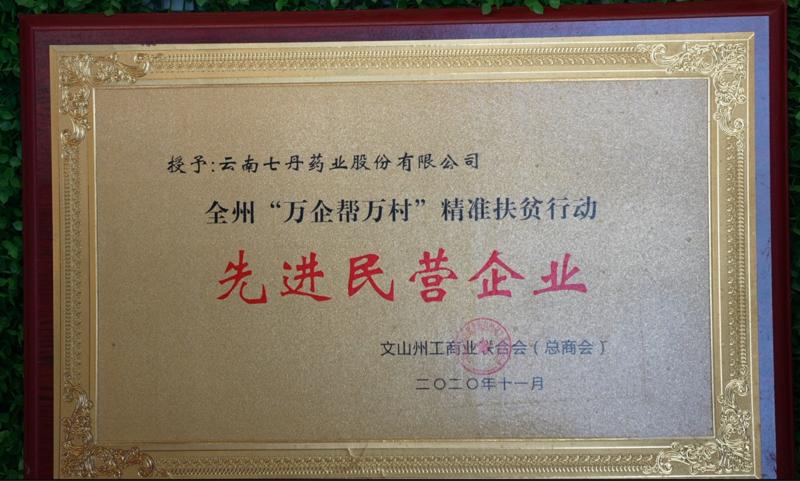 授予:云南七丹药业股份有限公司
全州“万企帮万村”精准扶贫行动
先进民营企业
文山州工商业联合会(总商会)
二〇二〇年十一月